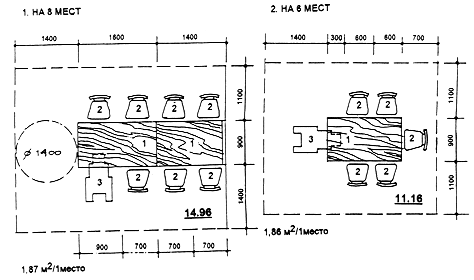 1. НА 8 МЕСТ
1400 1600 1400
2 2 2 2
1100
1 1
900
Ø 1400
3 2 2 2
1400
14.96
900 700 700 700
1,87 м²/1место
2. НА 6 МЕСТ
1400 300 600 600 700
2 2
1100
3 1 2
900
2 2
1100
11.16
1,86 м²/1место